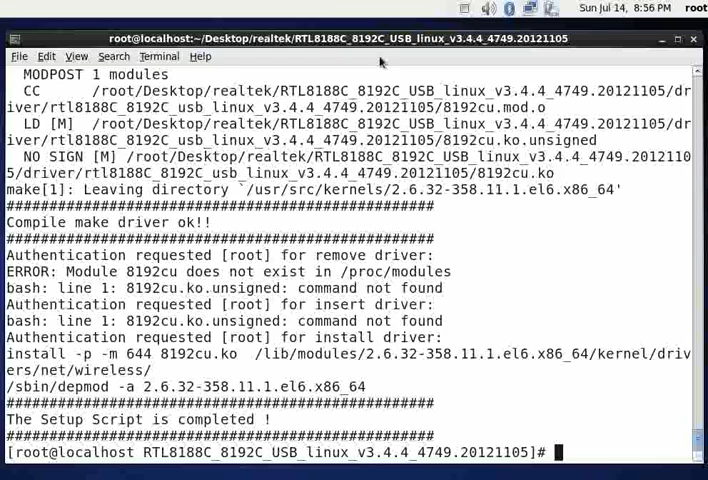 Sun Jul 14, 8:56 PM root
root@localhost:~/Desktop/realtek/RTL8188C_8192C_USB_linux_v3.4.4_4749.20121105
File Edit View Search Terminal Help
  MODPOST 1 modules
  CC      /root/Desktop/realtek/RTL8188C_8192C_USB_linux_v3.4.4_4749.20121105/dr
iver/rtl8188C_8192C_usb_linux_v3.4.4_4749.20121105/8192cu.mod.o
  LD [M]  /root/Desktop/realtek/RTL8188C_8192C_USB_linux_v3.4.4_4749.20121105/dr
iver/rtl8188C_8192C_usb_linux_v3.4.4_4749.20121105/8192cu.ko.unsigned
  NO SIGN [M] /root/Desktop/realtek/RTL8188C_8192C_USB_linux_v3.4.4_4749.2012110
5/driver/rtl8188C_8192C_usb_linux_v3.4.4_4749.20121105/8192cu.ko
make[1]: Leaving directory `/usr/src/kernels/2.6.32-358.11.1.el6.x86_64'
##################################################
Compile make driver ok!!
##################################################
Authentication requested [root] for remove driver:
ERROR: Module 8192cu does not exist in /proc/modules
bash: line 1: 8192cu.ko.unsigned: command not found
Authentication requested [root] for insert driver:
bash: line 1: 8192cu.ko.unsigned: command not found
Authentication requested [root] for install driver:
install -p -m 644 8192cu.ko  /lib/modules/2.6.32-358.11.1.el6.x86_64/kernel/driv
ers/net/wireless/
/sbin/depmod -a 2.6.32-358.11.1.el6.x86_64
##################################################
The Setup Script is completed !
##################################################
[root@localhost RTL8188C_8192C_USB_linux_v3.4.4_4749.20121105]#